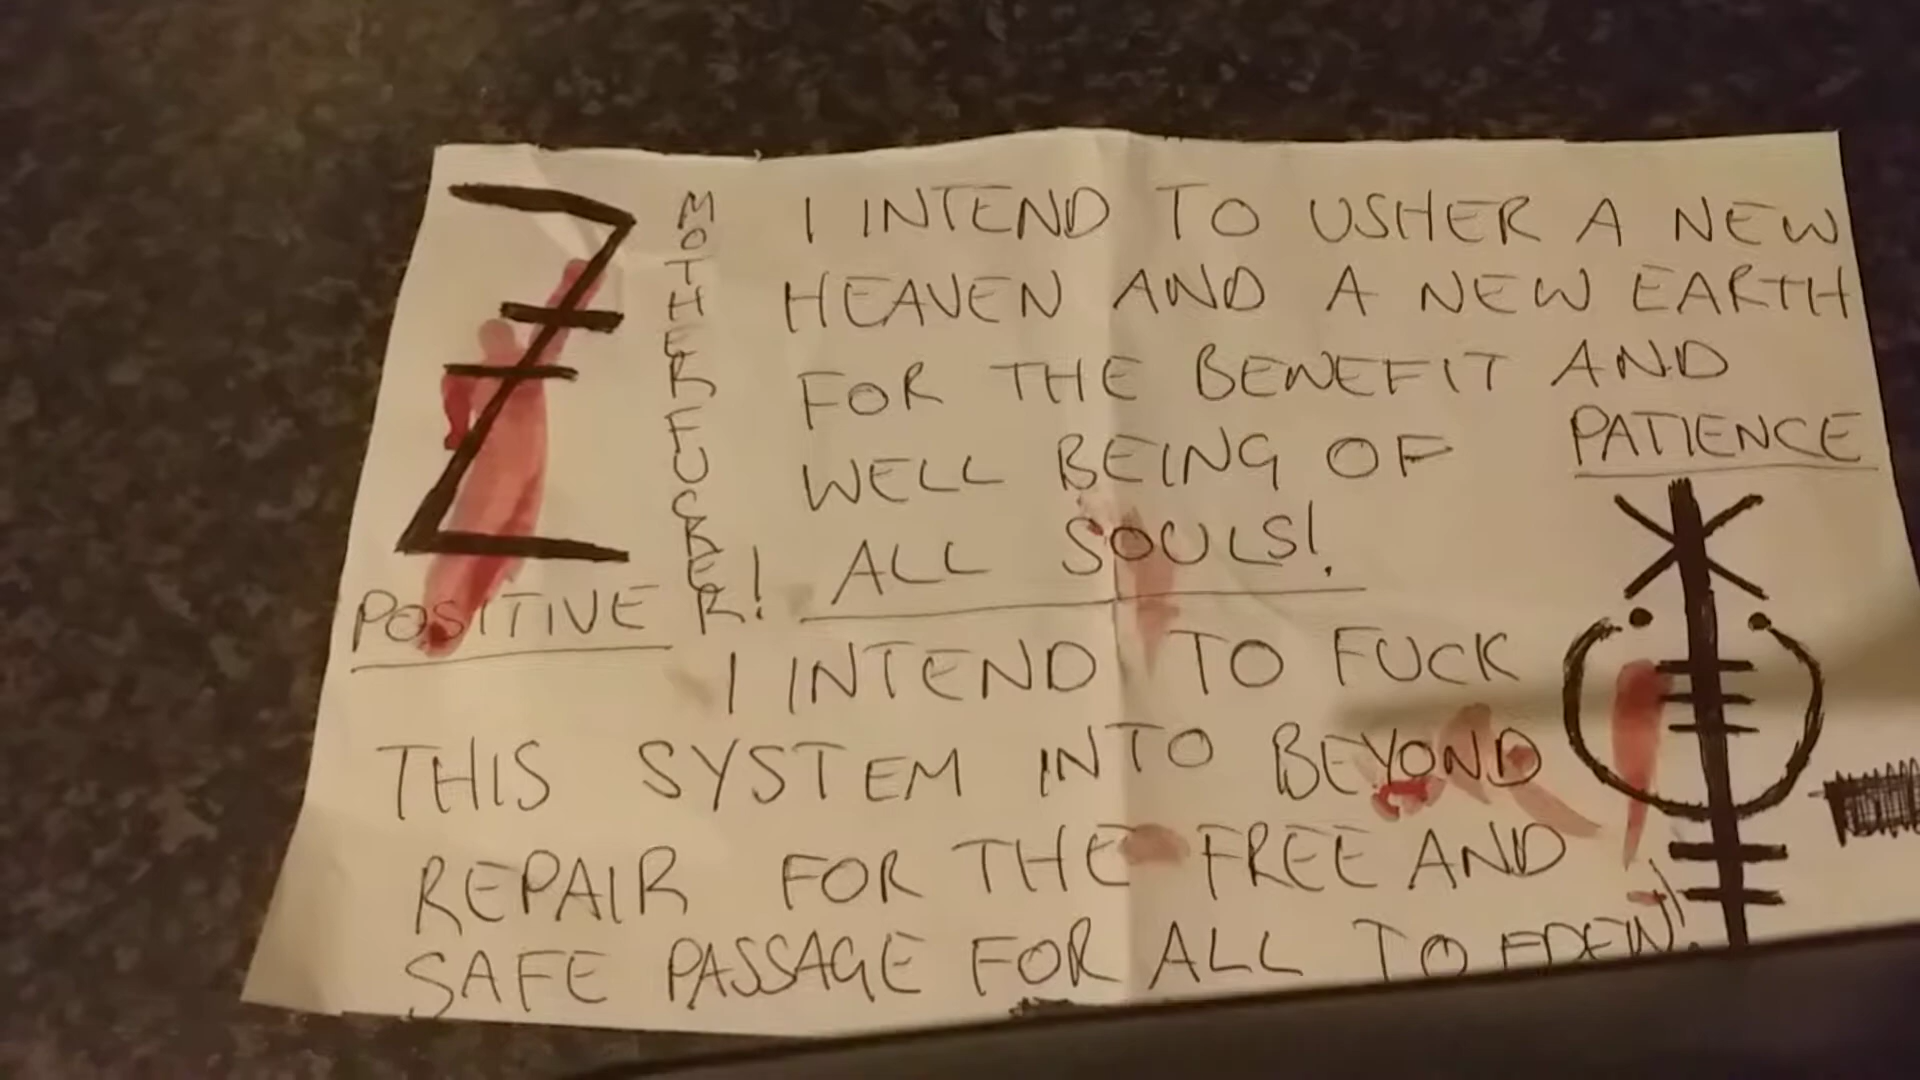 I INTEND TO USHER A NEW
HEAVEN AND A NEW EARTH
FOR THE BENEFIT AND
WELL BEING OF
ALL SOULS!
PATIENCE
MOTHERFUCKER!
POSITIVE
I INTEND TO FUCK
THIS SYSTEM INTO BEYOND
REPAIR FOR THE FREE AND
SAFE PASSAGE FOR ALL TO EDEN!